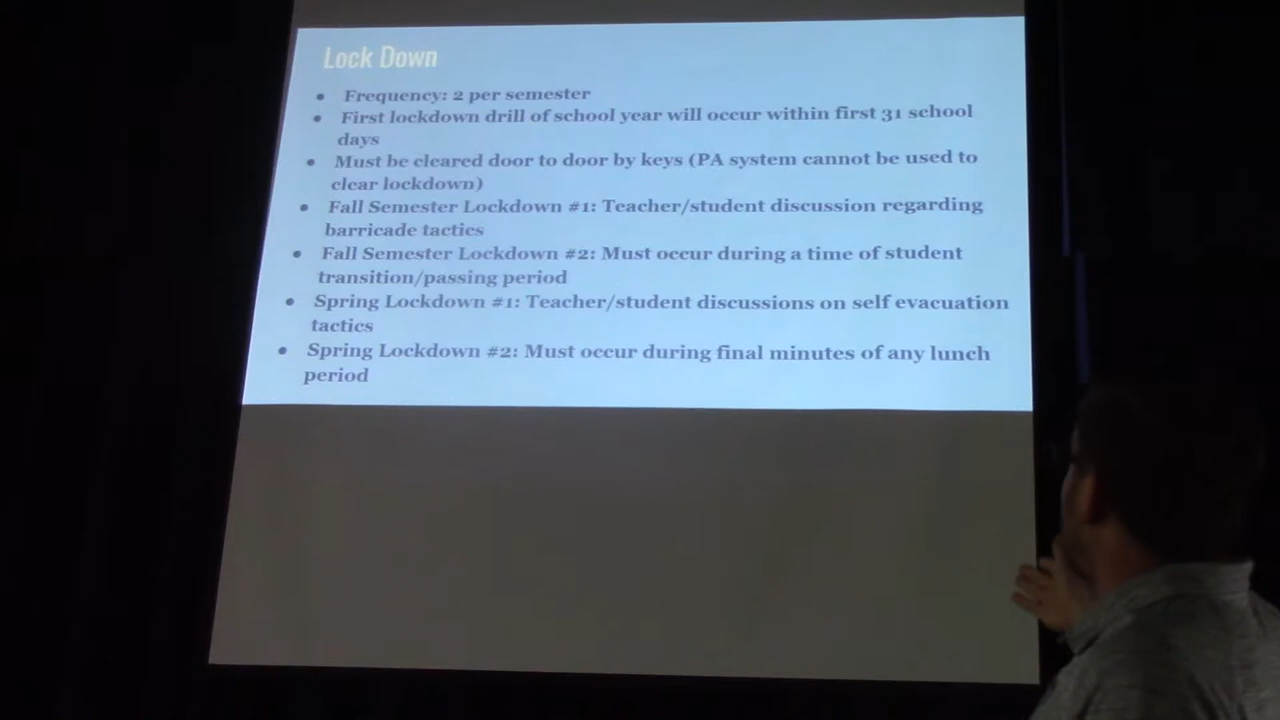 Lock Down
• Frequency: 2 per semester
• First lockdown drill of school year will occur within first 31 school
days
• Must be cleared door to door by keys (PA system cannot be used to
clear lockdown)
• Fall Semester Lockdown #1: Teacher/student discussion regarding
barricade tactics
• Fall Semester Lockdown #2: Must occur during a time of student
transition/passing period
• Spring Lockdown #1: Teacher/student discussions on self evacuation
tactics
• Spring Lockdown #2: Must occur during final minutes of any lunch
period